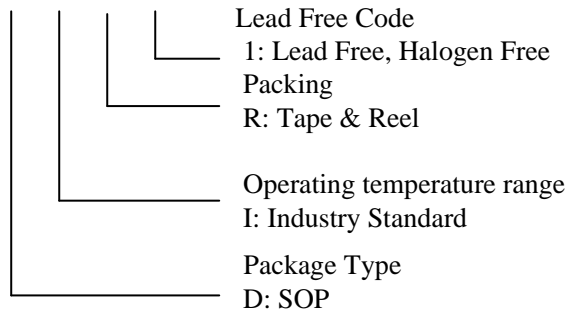 Lead Free Code
1: Lead Free, Halogen Free
Packing
R: Tape & Reel
Operating temperature range
I: Industry Standard
Package Type
D: SOP